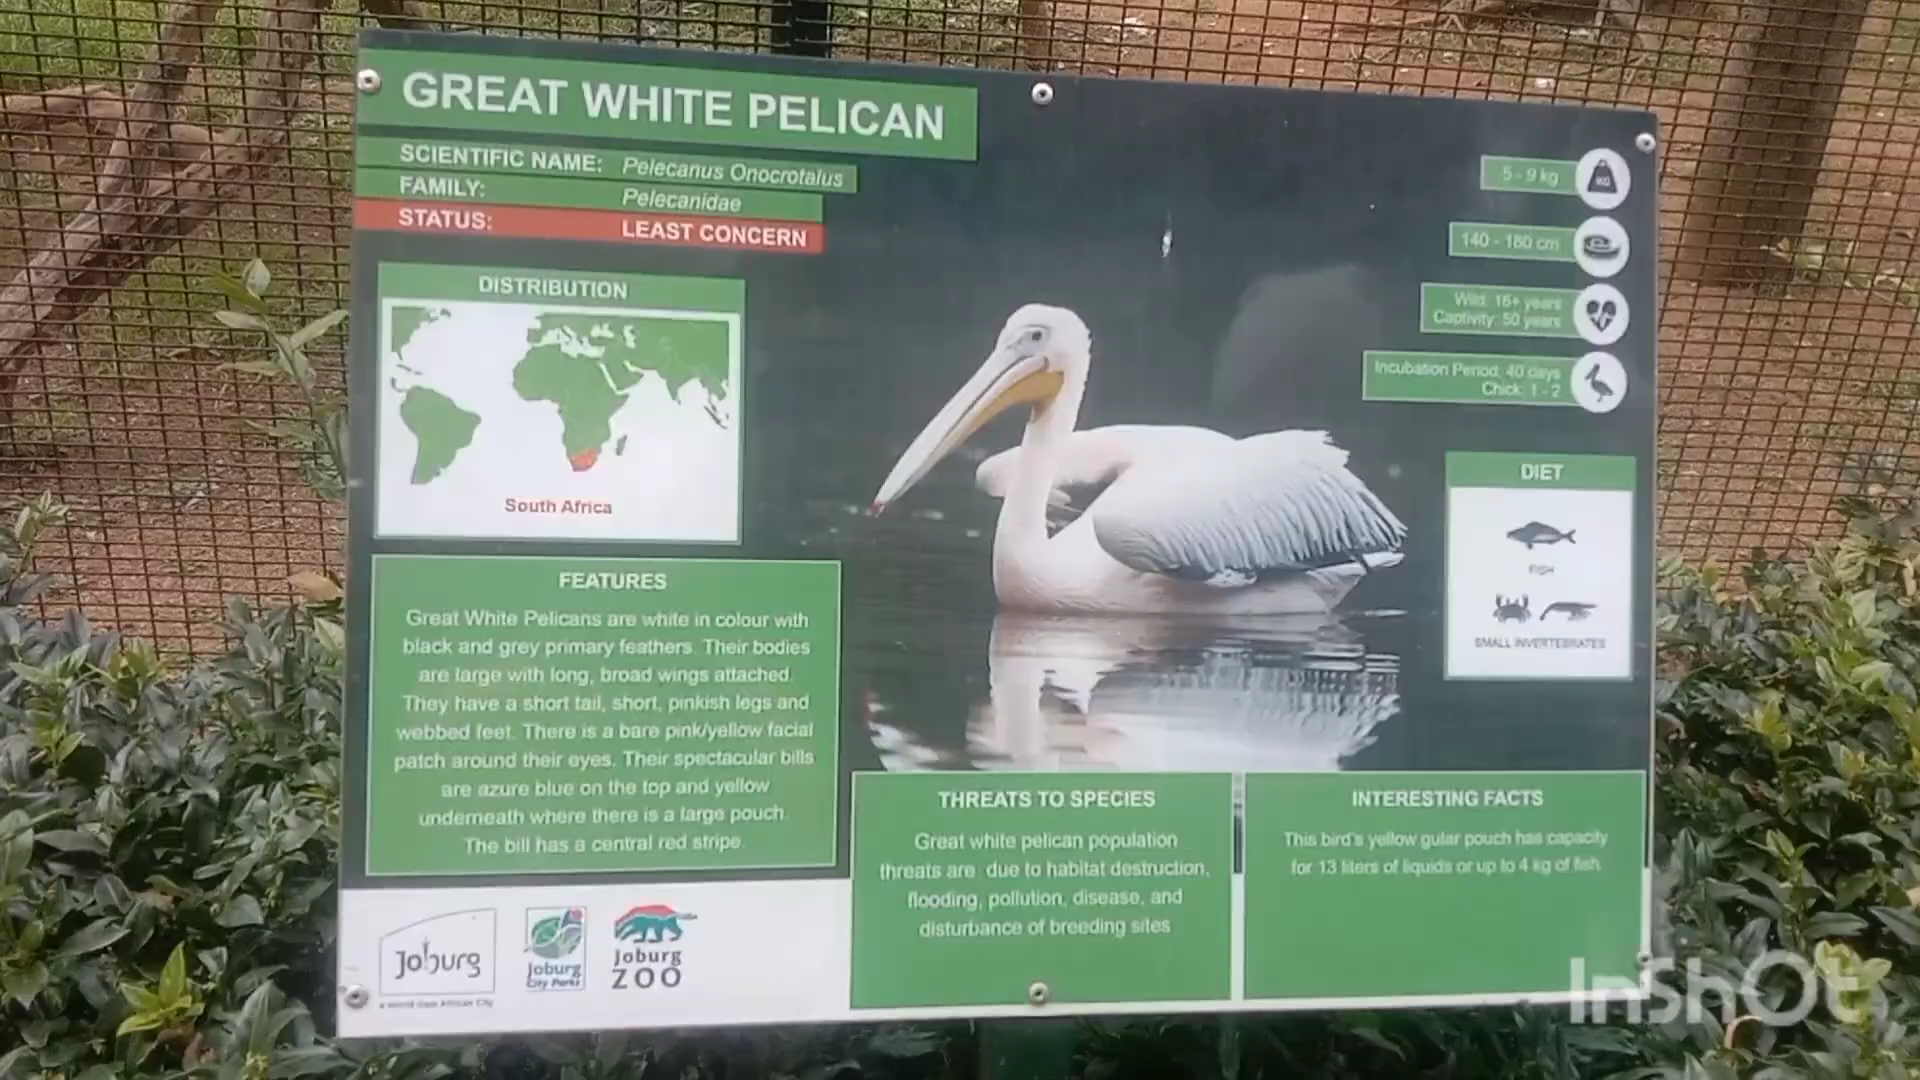 GREAT WHITE PELICAN
SCIENTIFIC NAME: Pelecanus Onocrotalus
FAMILY: Pelecanidae
STATUS: LEAST CONCERN
DISTRIBUTION
South Africa
FEATURES
Great White Pelicans are white in colour with
black and grey primary feathers. Their bodies
are large with long, broad wings attached.
They have a short tail, short, pinkish legs and
webbed feet. There is a bare pink/yellow facial
patch around their eyes. Their spectacular bills
are azure blue on the top and yellow
underneath where there is a large pouch.
The bill has a central red stripe.
5 - 9 kg
KG
140 - 180 cm
Wild: 16+ years
Captivity: 50 years
Incubation Period: 40 days
Chick: 1 - 2
DIET
FISH
SMALL INVERTEBRATES
THREATS TO SPECIES
Great white pelican population
threats are due to habitat destruction,
flooding, pollution, disease, and
disturbance of breeding sites
INTERESTING FACTS
This bird's yellow gular pouch has capacity
for 13 liters of liquids or up to 4 kg of fish.
Joburg
a world class African City
Joburg
City Parks
Joburg
ZOO
InShOt